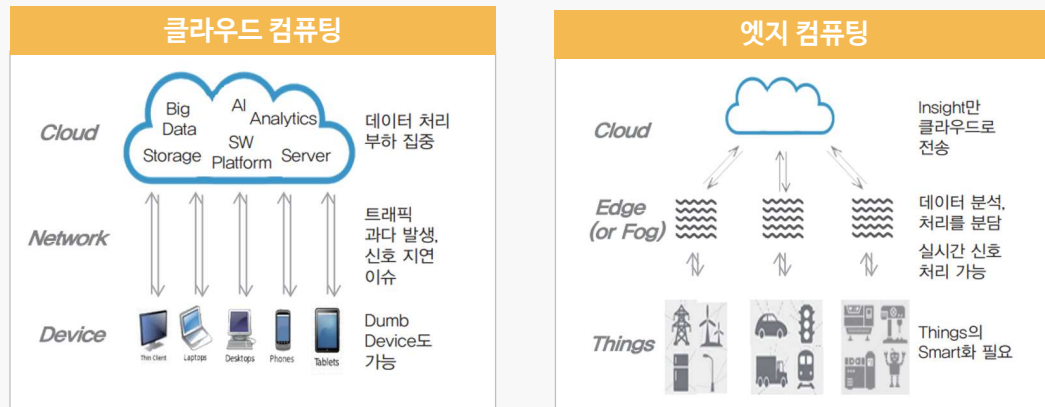 클라우드 컴퓨팅
Cloud
Big
Data
AI
Analytics
Storage
SW
Platform
Server
데이터 처리
부하 집중
Network
트래픽
과다 발생,
신호 지연
이슈
Device
Thin Client
Laptops
Desktops
Phones
Tablets
Dumb
Device도
가능
엣지 컴퓨팅
Cloud
Insight만
클라우드로
전송
Edge
(or Fog)
데이터 분석,
처리를 분담
실시간 신호
처리 가능
Things
Things의
Smart화 필요